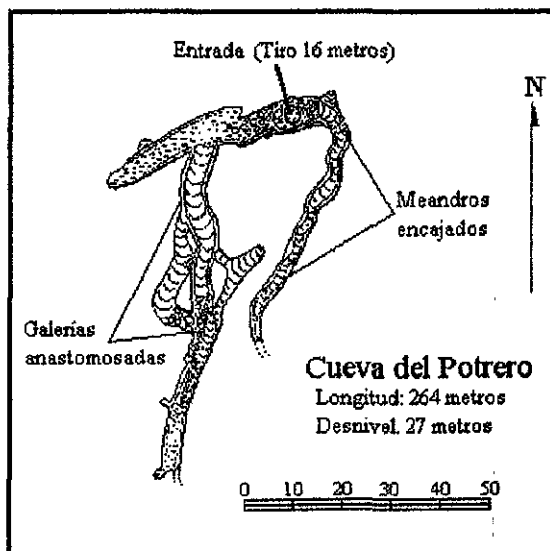 Entrada (Tiro 16 metros)
N
Meandros
encajados
Galerías
anastomosadas
Cueva del Potrero
Longitud: 264 metros
Desnivel. 27 metros
0 10 20 30 40 50